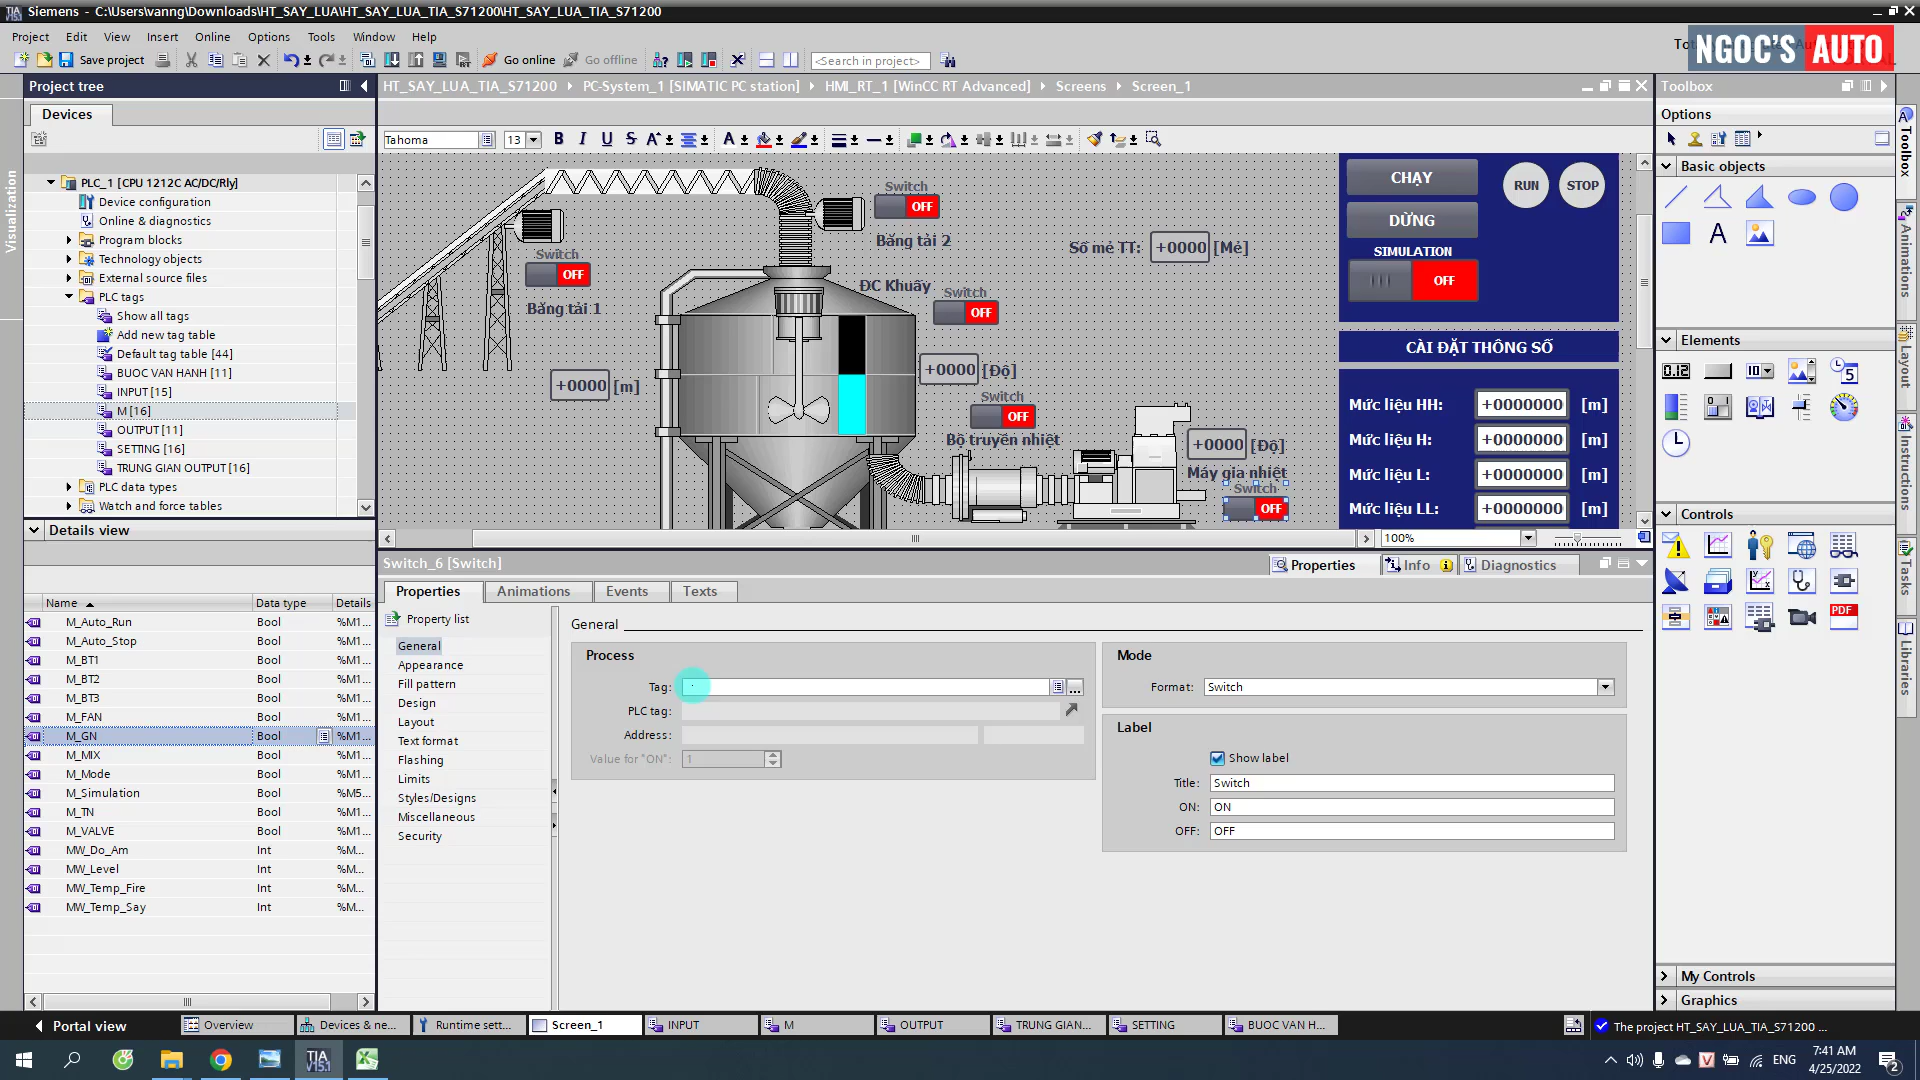 Siemens  -  C:\Users\vanng\Downloads\HT_SAY_LUA\HT_SAY_LUA_TIA_S71200\HT_SAY_LUA_TIA_S71200
Project Edit View Insert Online Options Tools Window Help
NGOC'S AUTO
Save project
Go online
Go offline
<Search in project>
Project tree
HT_SAY_LUA_TIA_S71200
PC-System_1 [SIMATIC PC station]
HMI_RT_1 [WinCC RT Advanced]
Screens
Screen_1
Toolbox
Devices
Options
Tahoma
13
B I U S A
Basic objects
PLC_1 [CPU 1212C AC/DC/Rly]
Device configuration
Online & diagnostics
Program blocks
Technology objects
External source files
PLC tags
Show all tags
Add new tag table
Default tag table [44]
BUOC VAN HANH [11]
INPUT [15]
M [16]
OUTPUT [11]
SETTING [16]
TRUNG GIAN OUTPUT [16]
PLC data types
Watch and force tables
Visualization
Switch
OFF
Băng tải 2
Switch
OFF
Băng tải 1
ĐC Khuấy
Switch
OFF
Số mẻ TT: +0000 [Mẻ]
+0000 [m]
+0000 [Độ]
Switch
OFF
Bộ truyền nhiệt
+0000 [Độ]
Máy gia nhiệt
Switch
OFF
CHẠY
DỪNG
RUN
STOP
SIMULATION
OFF
CÀI ĐẶT THÔNG SỐ
Mức liệu HH: +0000000 [m]
Mức liệu H: +0000000 [m]
Mức liệu L: +0000000 [m]
Mức liệu LL: +0000000 [m]
100%
Elements
Controls
My Controls
Graphics
Toolbox
Animations
Layout
Instructions
Tasks
Libraries
Details view
Name Data type Details
M_Auto_Run Bool %M1...
M_Auto_Stop Bool %M1...
M_BT1 Bool %M1...
M_BT2 Bool %M1...
M_BT3 Bool %M1...
M_FAN Bool %M1...
M_GN Bool %M1...
M_MIX Bool %M1...
M_Mode Bool %M1...
M_Simulation Bool %M5...
M_TN Bool %M1...
M_VALVE Bool %M1...
MW_Do_Am Int %M...
MW_Level Int %M...
MW_Temp_Fire Int %M...
MW_Temp_Say Int %M...
Switch_6 [Switch]
Properties Info Diagnostics
Properties Animations Events Texts
Property list
General
Appearance
Fill pattern
Design
Layout
Text format
Flashing
Limits
Styles/Designs
Miscellaneous
Security
General
Process
Tag:
PLC tag:
Address:
Value for "ON": 1
Mode
Format: Switch
Label
Show label
Title: Switch
ON: ON
OFF: OFF
Portal view
Overview
Devices & ne...
Runtime sett...
Screen_1
INPUT
M
OUTPUT
TRUNG GIAN...
SETTING
BUOC VAN H...
The project HT_SAY_LUA_TIA_S71200 ...
ENG
7:41 AM
4/25/2022
2